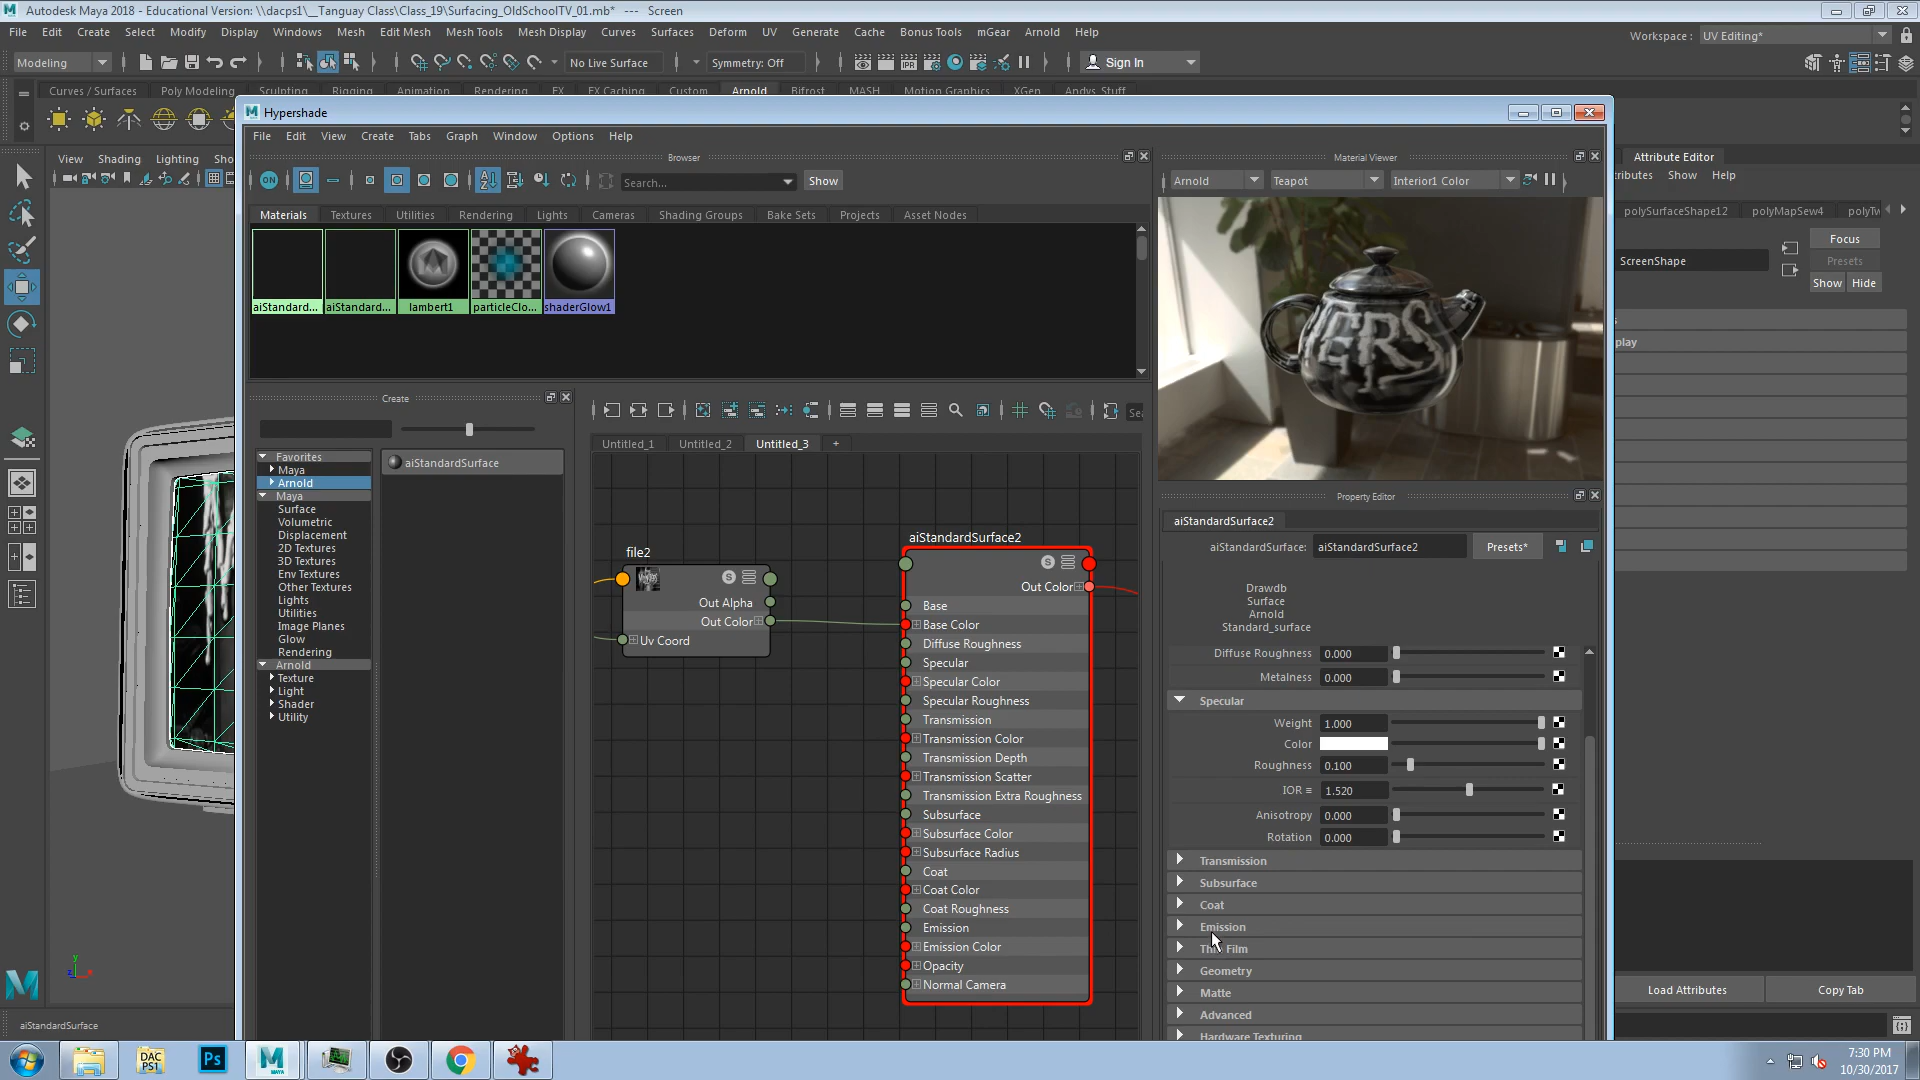 Autodesk Maya 2018 - Educational Version: \\dacps1\__Tanguay Class\Class_19\Surfacing_OldSchoolTV_01.mb* --- Screen
File Edit Create Select Modify Display Windows Mesh Edit Mesh Mesh Tools Mesh Display Curves Surfaces Deform UV Generate Cache Bonus Tools mGear Arnold Help
Workspace : UV Editing*
Modeling No Live Surface Symmetry: Off Sign In
Curves / Surfaces Poly Modeling Sculpting Rigging Animation Rendering FX FX Caching Custom Arnold Bifrost MASH Motion Graphics XGen Andys_Stuff
Hypershade
File Edit View Create Tabs Graph Window Options Help
Browser
ON Search... Show
Materials Textures Utilities Rendering Lights Cameras Shading Groups Bake Sets Projects Asset Nodes
aiStandard... aiStandard... lambert1 particleClo... shaderGlow1
View Shading Lighting Sho
Material Viewer
Arnold Teapot Interior1 Color
Attribute Editor
tributes Show Help
polySurfaceShape12 polyMapSew4 polyTw
Focus
ScreenShape Presets
Show Hide
play
Create
aiStandardSurface
Favorites
Maya
Arnold
Maya
Surface
Volumetric
Displacement
2D Textures
3D Textures
Env Textures
Other Textures
Lights
Utilities
Image Planes
Glow
Rendering
Arnold
Texture
Light
Shader
Utility
Untitled_1 Untitled_2 Untitled_3 +
file2
Out Alpha
Out Color
Uv Coord
aiStandardSurface2
Out Color
Base
Base Color
Diffuse Roughness
Specular
Specular Color
Specular Roughness
Transmission
Transmission Color
Transmission Depth
Transmission Scatter
Transmission Extra Roughness
Subsurface
Subsurface Color
Subsurface Radius
Coat
Coat Color
Coat Roughness
Emission
Emission Color
Opacity
Normal Camera
Property Editor
aiStandardSurface2
aiStandardSurface: aiStandardSurface2 Presets*
Drawdb
Surface
Arnold
Standard_surface
Diffuse Roughness 0.000
Metalness 0.000
Specular
Weight 1.000
Color
Roughness 0.100
IOR = 1.520
Anisotropy 0.000
Rotation 0.000
Transmission
Subsurface
Coat
Emission
Thin Film
Geometry
Matte
Advanced
Hardware Texturing
Load Attributes Copy Tab
aiStandardSurface
DAC PS1 Ps MAYA
7:30 PM
10/30/2017